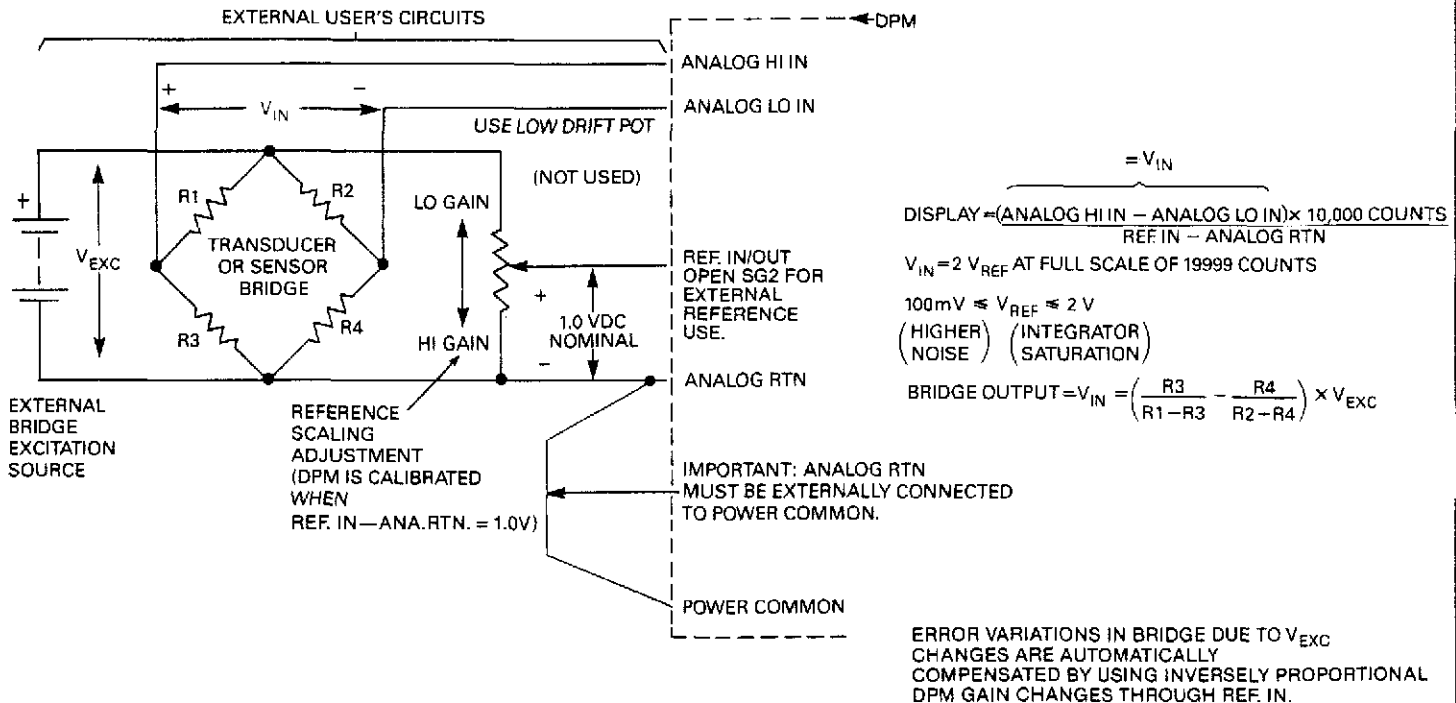 EXTERNAL USER'S CIRCUITS
DPM
ANALOG HI IN
+
−
V_IN
ANALOG LO IN
USE LOW DRIFT POT
(NOT USED)
+
V_EXC
R1
R2
TRANSDUCER
OR SENSOR
BRIDGE
R3
R4
LO GAIN
HI GAIN
REF. IN/OUT
OPEN SG2 FOR
EXTERNAL
REFERENCE
USE.
+
1.0 VDC
NOMINAL
−
ANALOG RTN
EXTERNAL
BRIDGE
EXCITATION
SOURCE
REFERENCE
SCALING
ADJUSTMENT
(DPM IS CALIBRATED
WHEN
REF. IN—ANA.RTN. = 1.0V)
IMPORTANT: ANALOG RTN
MUST BE EXTERNALLY CONNECTED
TO POWER COMMON.
POWER COMMON
= V_IN
DISPLAY = (ANALOG HI IN − ANALOG LO IN) × 10,000 COUNTS
REF. IN − ANALOG RTN
V_IN = 2 V_REF AT FULL SCALE OF 19999 COUNTS
100mV ≤ V_REF ≤ 2 V
(HIGHER NOISE) (INTEGRATOR SATURATION)
BRIDGE OUTPUT = V_IN = (R3/(R1−R3) − R4/(R2−R4)) × V_EXC
ERROR VARIATIONS IN BRIDGE DUE TO V_EXC
CHANGES ARE AUTOMATICALLY
COMPENSATED BY USING INVERSELY PROPORTIONAL
DPM GAIN CHANGES THROUGH REF. IN.